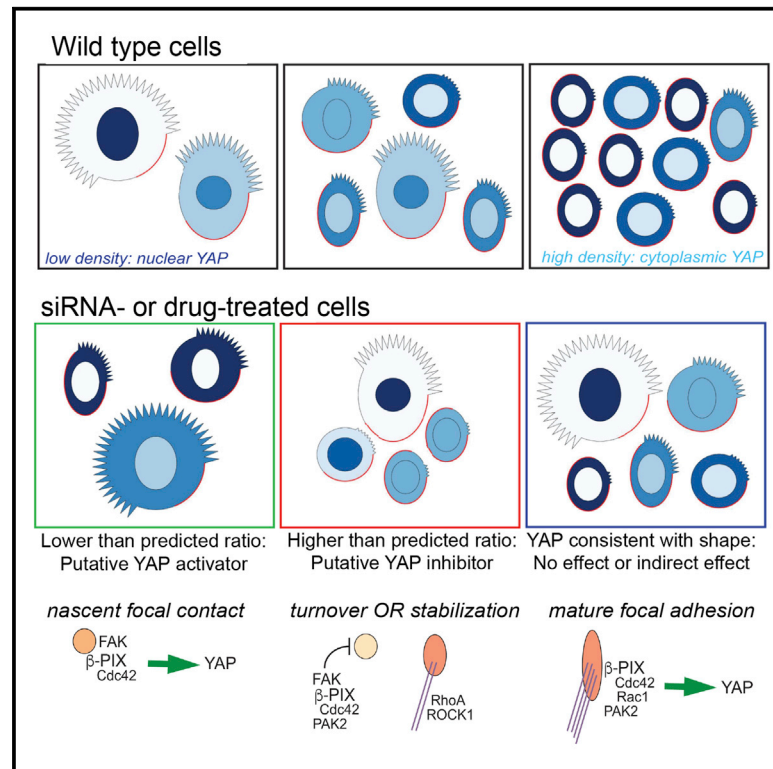 Wild type cells
low density: nuclear YAP
high density: cytoplasmic YAP
siRNA- or drug-treated cells
Lower than predicted ratio:
Putative YAP activator
Higher than predicted ratio:
Putative YAP inhibitor
YAP consistent with shape:
No effect or indirect effect
nascent focal contact
FAK
β-PIX
Cdc42
YAP
turnover OR stabilization
FAK
β-PIX
Cdc42
PAK2
RhoA
ROCK1
mature focal adhesion
β-PIX
Cdc42
Rac1
PAK2
YAP